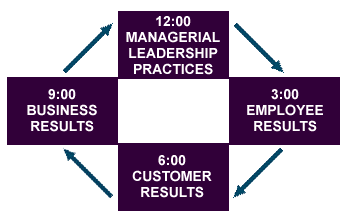 12:00
MANAGERIAL
LEADERSHIP
PRACTICES
9:00
BUSINESS
RESULTS
3:00
EMPLOYEE
RESULTS
6:00
CUSTOMER
RESULTS